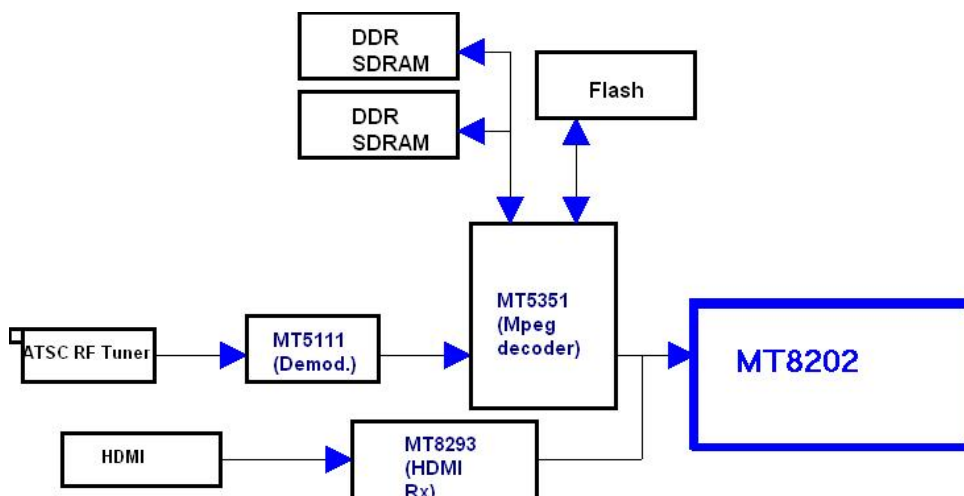 DDR
SDRAM
DDR
SDRAM
Flash
MT5351
(Mpeg
decoder)
ATSC RF Tuner
MT5111
(Demod.)
MT8202
HDMI
MT8293
(HDMI
Rx)